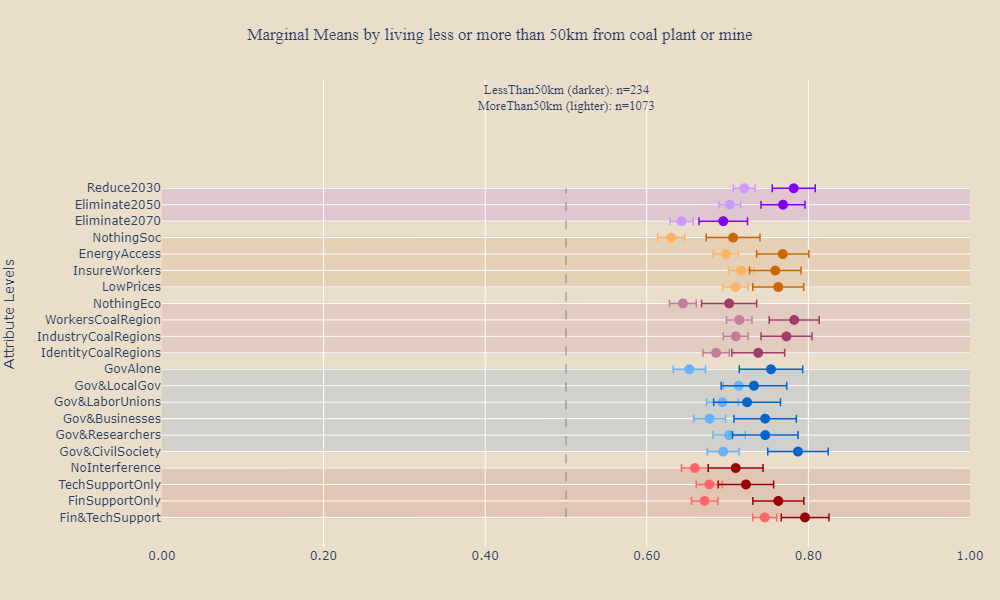 Marginal Means by living less or more than 50km from coal plant or mine
LessThan50km (darker): n=234
MoreThan50km (lighter): n=1073
Attribute Levels
Reduce2030
Eliminate2050
Eliminate2070
NothingSoc
EnergyAccess
InsureWorkers
LowPrices
NothingEco
WorkersCoalRegion
IndustryCoalRegions
IdentityCoalRegions
GovAlone
Gov&LocalGov
Gov&LaborUnions
Gov&Businesses
Gov&Researchers
Gov&CivilSociety
NoInterference
TechSupportOnly
FinSupportOnly
Fin&TechSupport
0.00 0.20 0.40 0.60 0.80 1.00